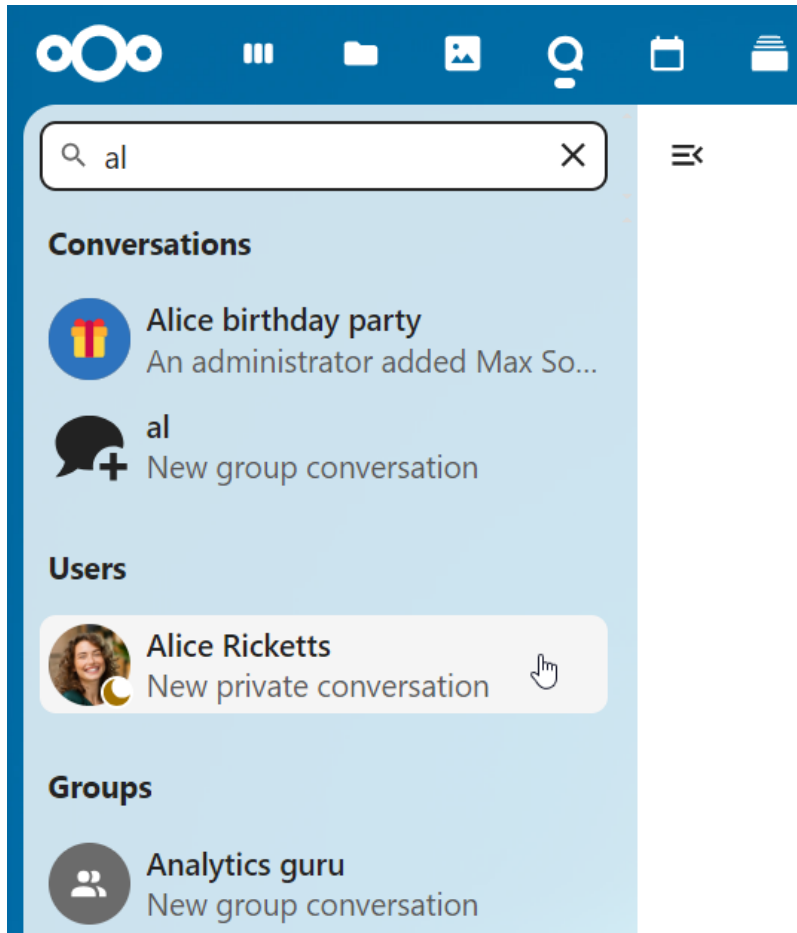 al
Conversations
Alice birthday party
An administrator added Max So...
al
New group conversation
Users
Alice Ricketts
New private conversation
Groups
Analytics guru
New group conversation